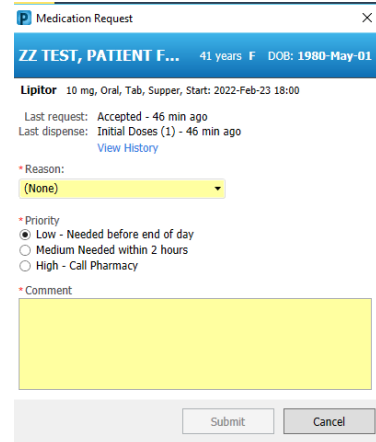 P Medication Request
ZZ TEST, PATIENT F... 41 years F DOB: 1980-May-01
Lipitor 10 mg, Oral, Tab, Supper, Start: 2022-Feb-23 18:00
Last request: Accepted - 46 min ago
Last dispense: Initial Doses (1) - 46 min ago
View History
*Reason:
(None)
*Priority
Low - Needed before end of day
Medium Needed within 2 hours
High - Call Pharmacy
*Comment
Submit Cancel